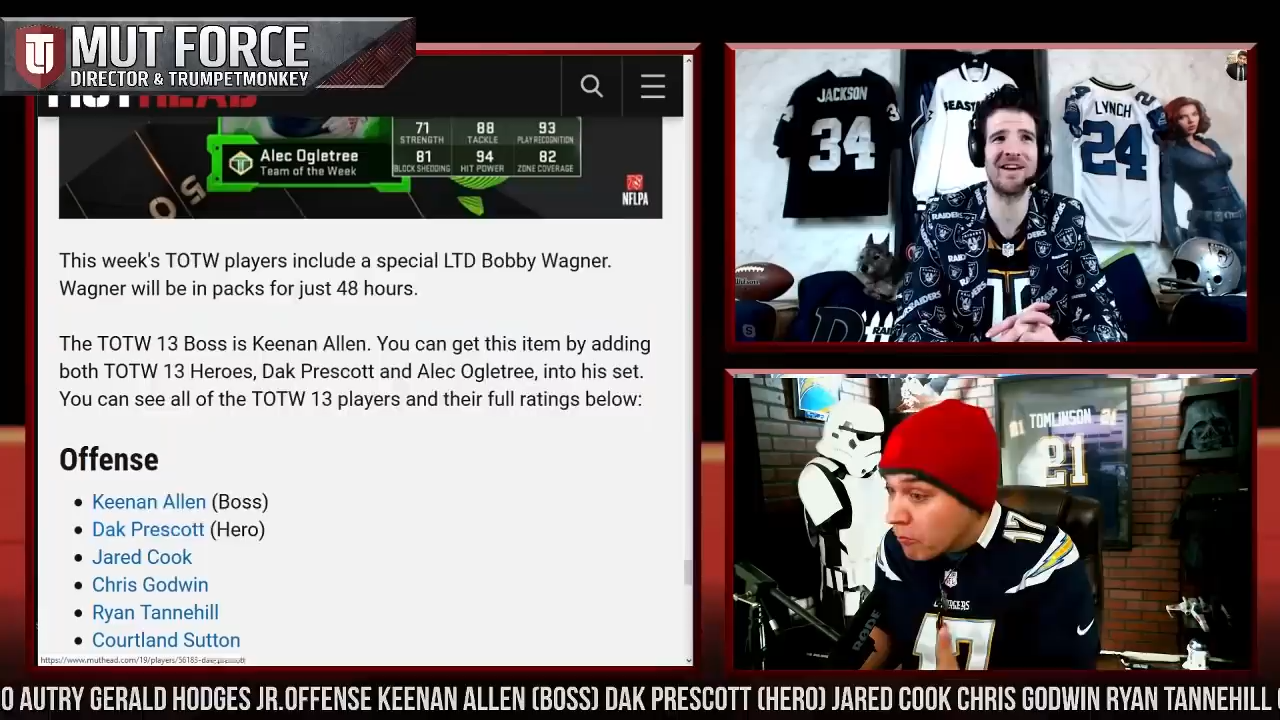 MUT FORCE
DIRECTOR & TRUMPETMONKEY
71 88 93
STRENGTH TACKLE PLAY RECOGNITION
81 94 82
BLOCK SHEDDING HIT POWER ZONE COVERAGE
Alec Ogletree
Team of the Week
50
NFLPA
This week's TOTW players include a special LTD Bobby Wagner.
Wagner will be in packs for just 48 hours.
The TOTW 13 Boss is Keenan Allen. You can get this item by adding
both TOTW 13 Heroes, Dak Prescott and Alec Ogletree, into his set.
You can see all of the TOTW 13 players and their full ratings below:
Offense
Keenan Allen (Boss)
Dak Prescott (Hero)
Jared Cook
Chris Godwin
Ryan Tannehill
Courtland Sutton
JACKSON
34
BEAST
LYNCH
24
RAIDERS
TOMLINSON
21
17
CHARGERS
17
RODE
O AUTRY GERALD HODGES JR.OFFENSE KEENAN ALLEN (BOSS) DAK PRESCOTT (HERO) JARED COOK CHRIS GODWIN RYAN TANNEHILL